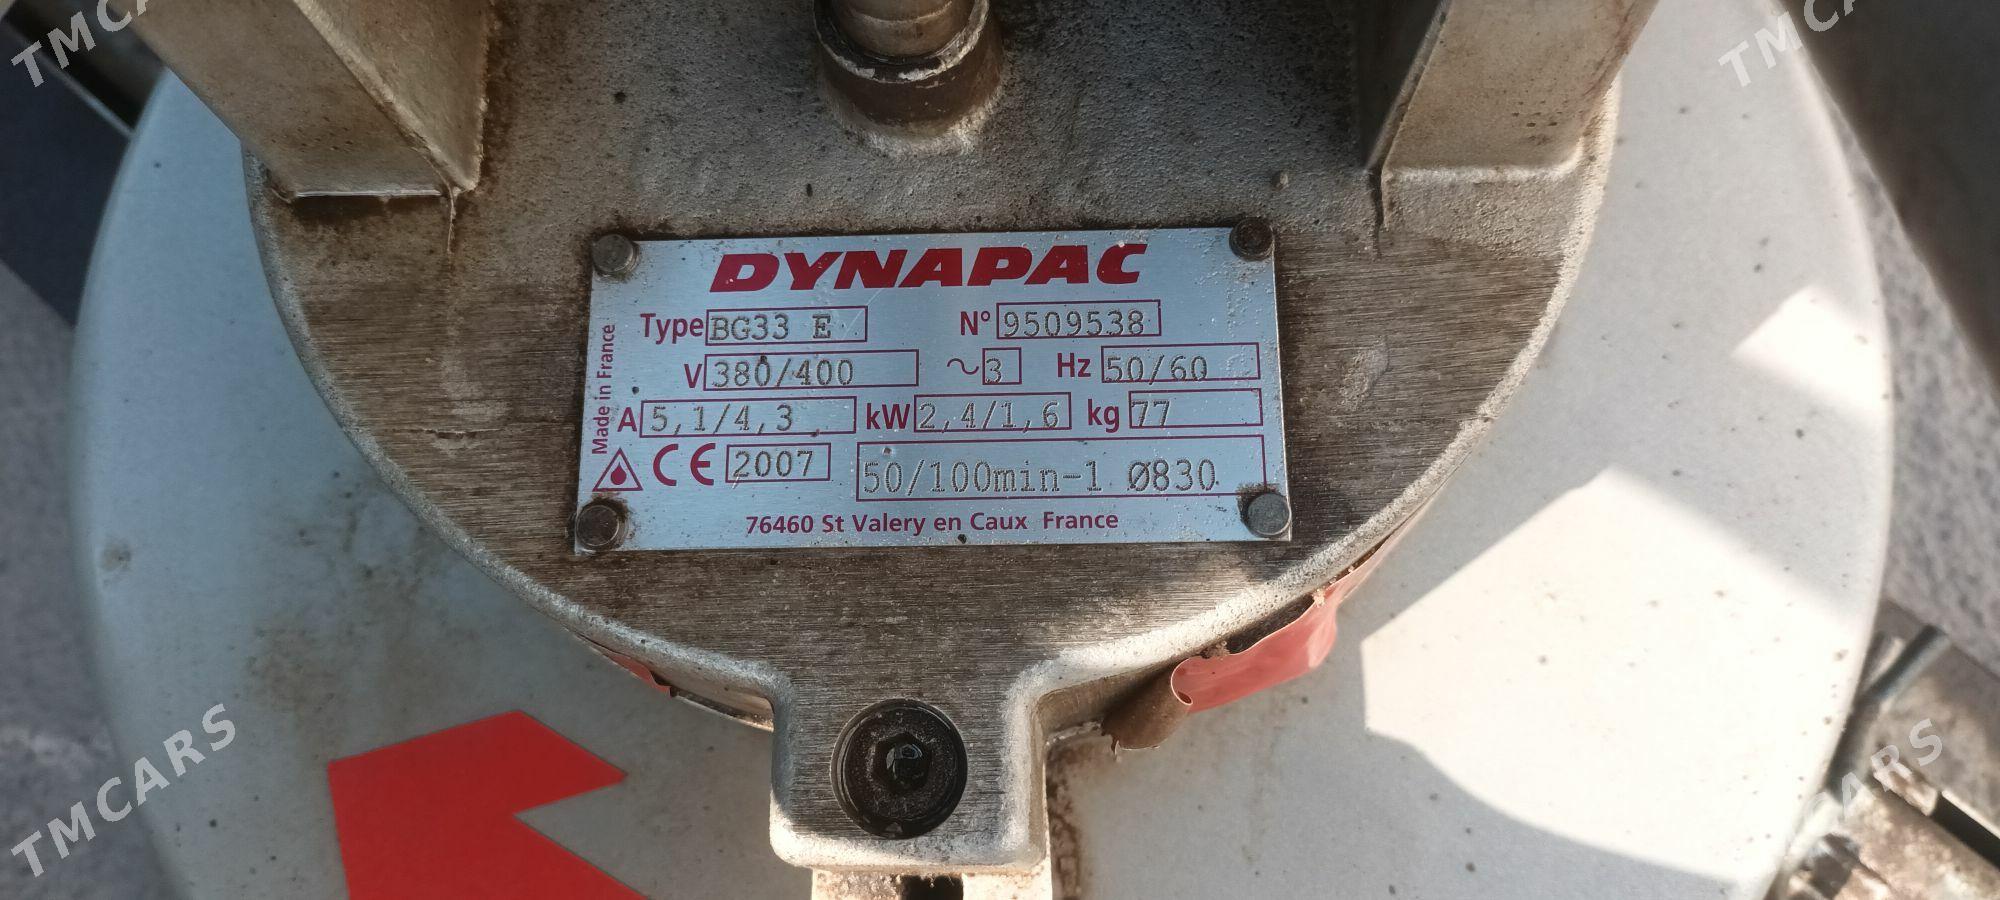 TMCARS
TMCARS
DYNAPAC
Type BG33 E N° 9509538
V 380/400 ~ 3 Hz 50/60
A 5,1/4,3 kW 2,4/1,6 kg 77
CE 2007 50/100min-1 Ø830
76460 St Valery en Caux France
Made in France
TMCARS
TMCARS